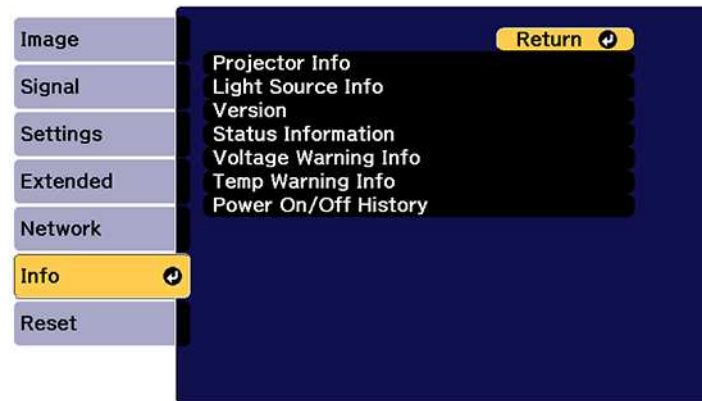 Image
Signal
Settings
Extended
Network
Info
Reset
Return
Projector Info
Light Source Info
Version
Status Information
Voltage Warning Info
Temp Warning Info
Power On/Off History